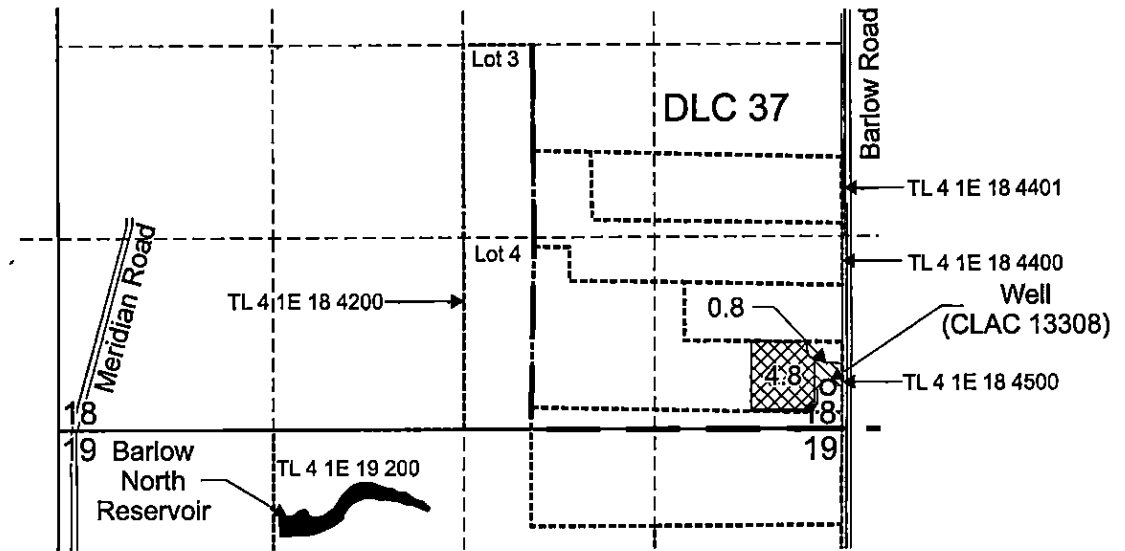 Lot 3
DLC 37
Barlow Road
TL 4 1E 18 4401
Lot 4
TL 4 1E 18 4400
Meridian Road
TL 4 1E 18 4200
0.8
Well
(CLAC 13308)
4.8
TL 4 1E 18 4500
18
18
19
19
Barlow
North
Reservoir
TL 4 1E 19 200